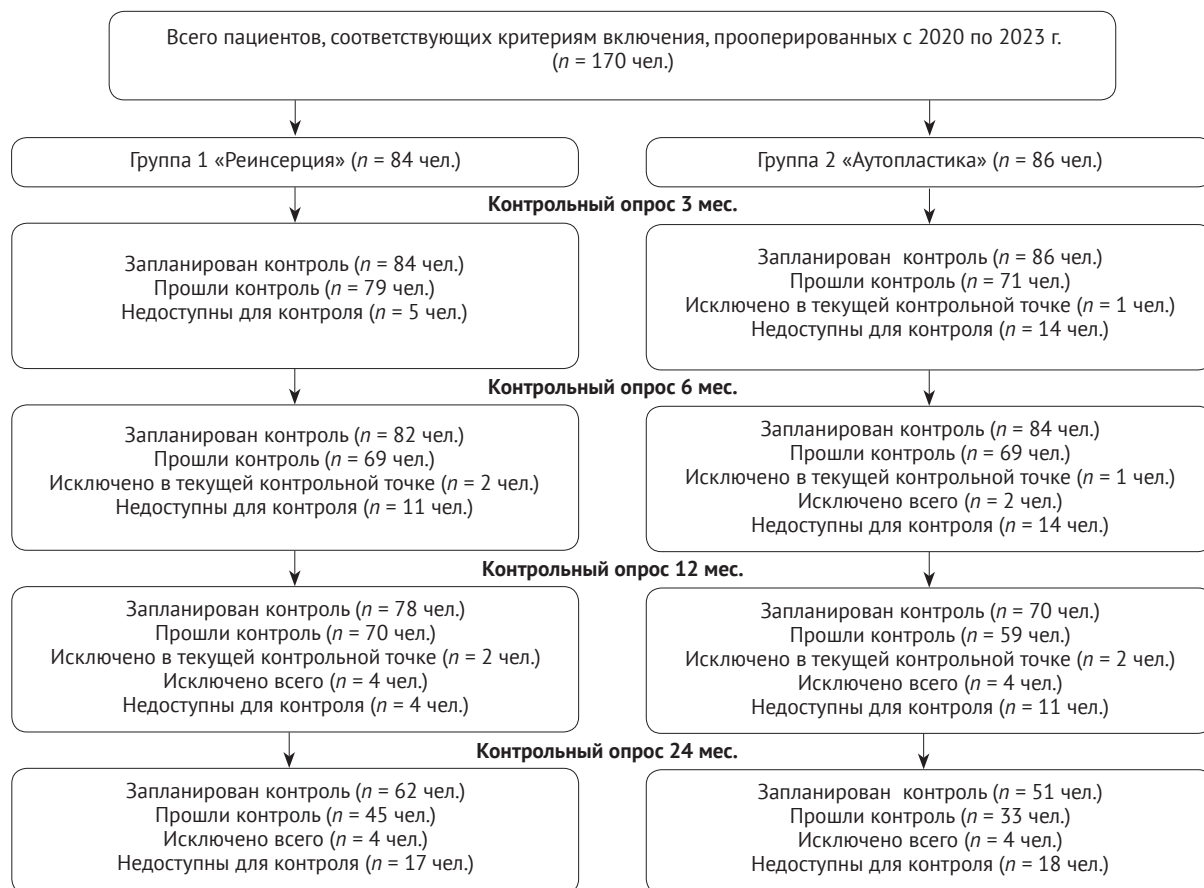 Всего пациентов, соответствующих критериям включения, прооперированных с 2020 по 2023 г.
(n = 170 чел.)
Группа 1 «Реинсерция» (n = 84 чел.)
Группа 2 «Аутопластика» (n = 86 чел.)
Контрольный опрос 3 мес.
Запланирован контроль (n = 84 чел.)
Прошли контроль (n = 79 чел.)
Недоступны для контроля (n = 5 чел.)
Запланирован контроль (n = 86 чел.)
Прошли контроль (n = 71 чел.)
Исключено в текущей контрольной точке (n = 1 чел.)
Недоступны для контроля (n = 14 чел.)
Контрольный опрос 6 мес.
Запланирован контроль (n = 82 чел.)
Прошли контроль (n = 69 чел.)
Исключено в текущей контрольной точке (n = 2 чел.)
Недоступны для контроля (n = 11 чел.)
Запланирован контроль (n = 84 чел.)
Прошли контроль (n = 69 чел.)
Исключено в текущей контрольной точке (n = 1 чел.)
Исключено всего (n = 2 чел.)
Недоступны для контроля (n = 14 чел.)
Контрольный опрос 12 мес.
Запланирован контроль (n = 78 чел.)
Прошли контроль (n = 70 чел.)
Исключено в текущей контрольной точке (n = 2 чел.)
Исключено всего (n = 4 чел.)
Недоступны для контроля (n = 4 чел.)
Запланирован контроль (n = 70 чел.)
Прошли контроль (n = 59 чел.)
Исключено в текущей контрольной точке (n = 2 чел.)
Исключено всего (n = 4 чел.)
Недоступны для контроля (n = 11 чел.)
Контрольный опрос 24 мес.
Запланирован контроль (n = 62 чел.)
Прошли контроль (n = 45 чел.)
Исключено всего (n = 4 чел.)
Недоступны для контроля (n = 17 чел.)
Запланирован контроль (n = 51 чел.)
Прошли контроль (n = 33 чел.)
Исключено всего (n = 4 чел.)
Недоступны для контроля (n = 18 чел.)